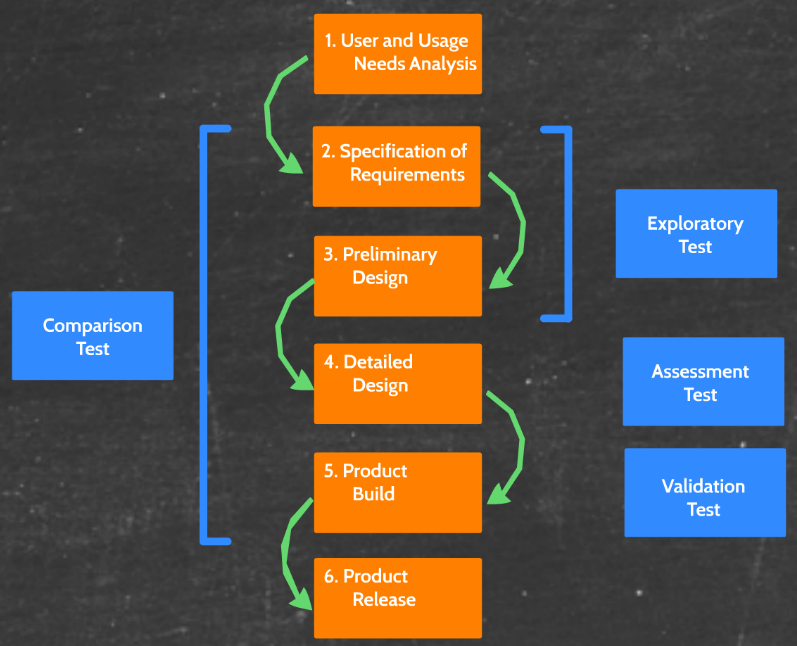 1. User and Usage
Needs Analysis
2. Specification of
Requirements
Exploratory
Test
3. Preliminary
Design
Comparison
Test
4. Detailed
Design
Assessment
Test
5. Product
Build
Validation
Test
6. Product
Release